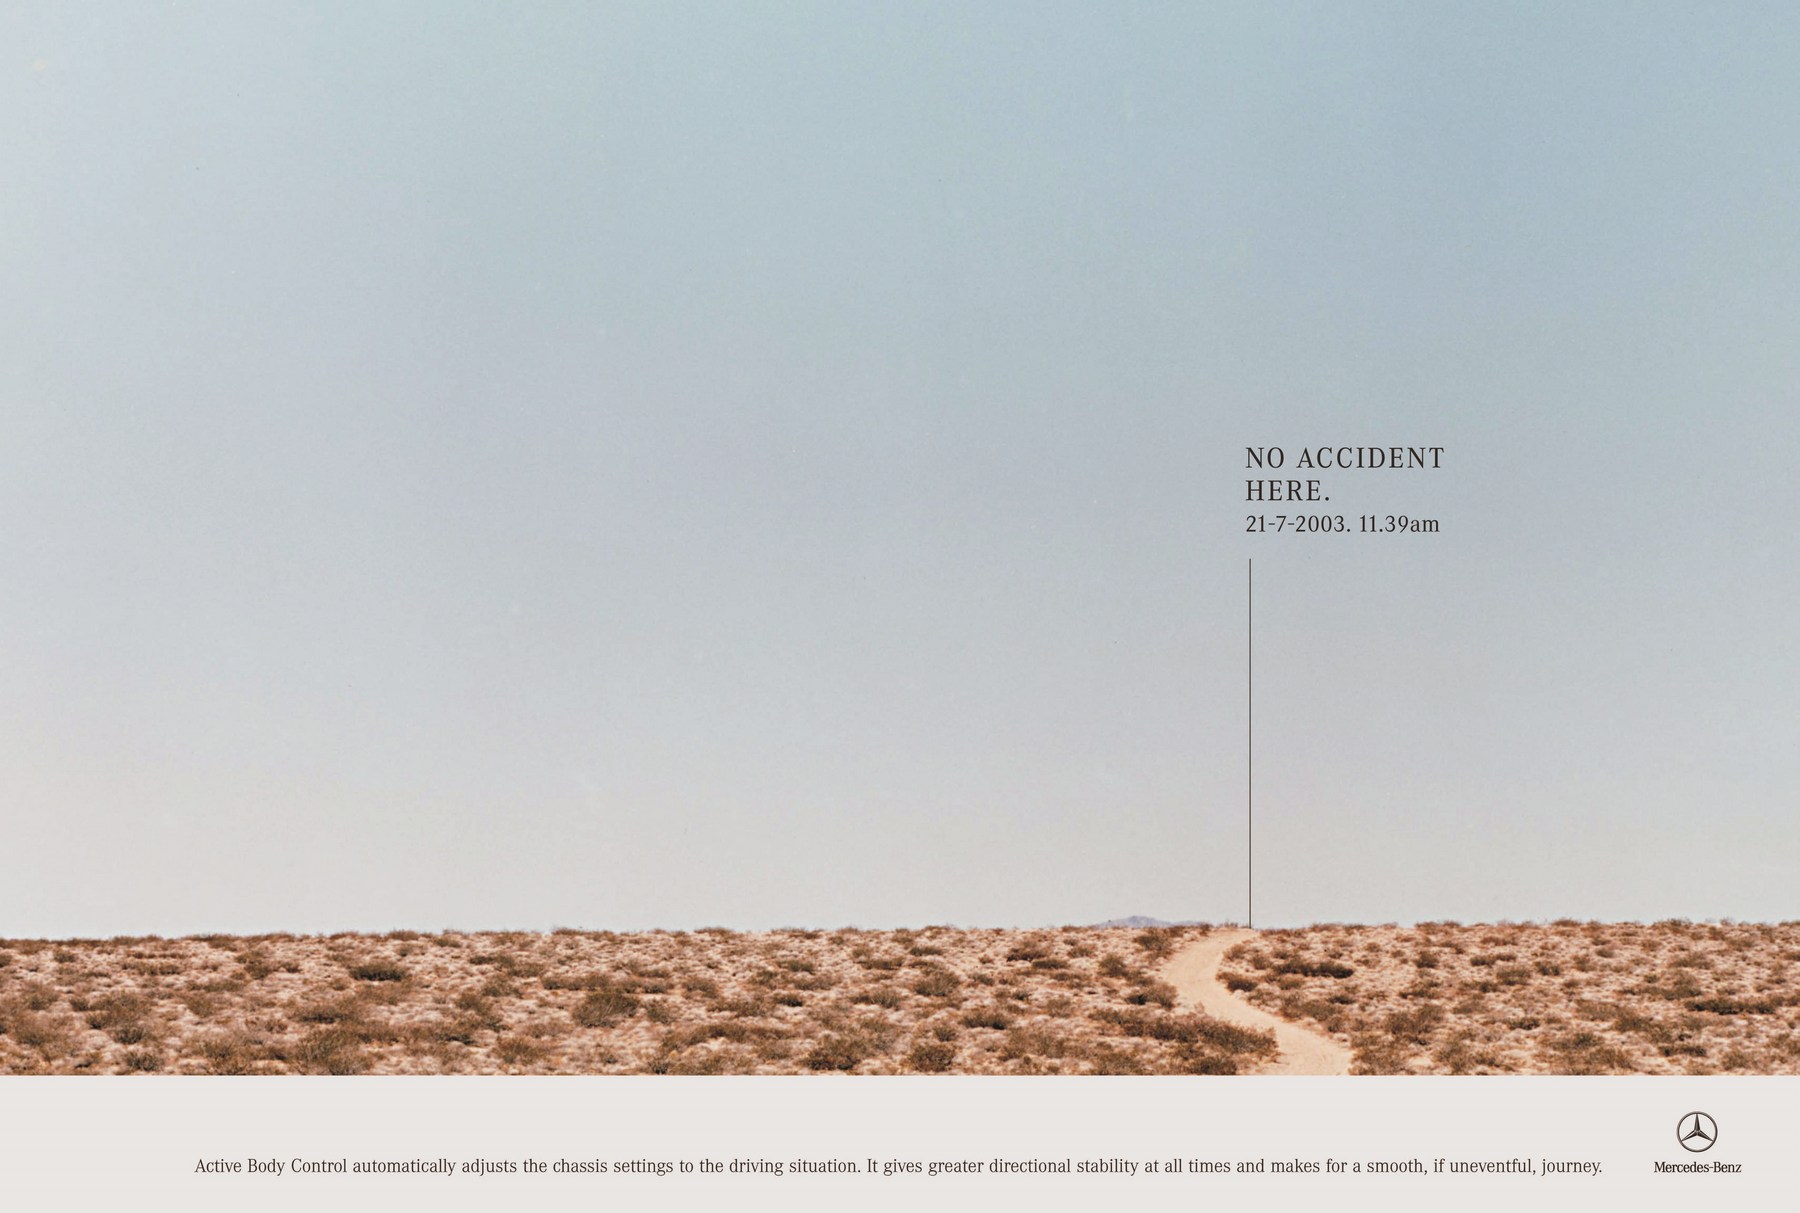 NO ACCIDENT
HERE.
21-7-2003. 11.39am
Active Body Control automatically adjusts the chassis settings to the driving situation. It gives greater directional stability at all times and makes for a smooth, if uneventful, journey.
Mercedes-Benz